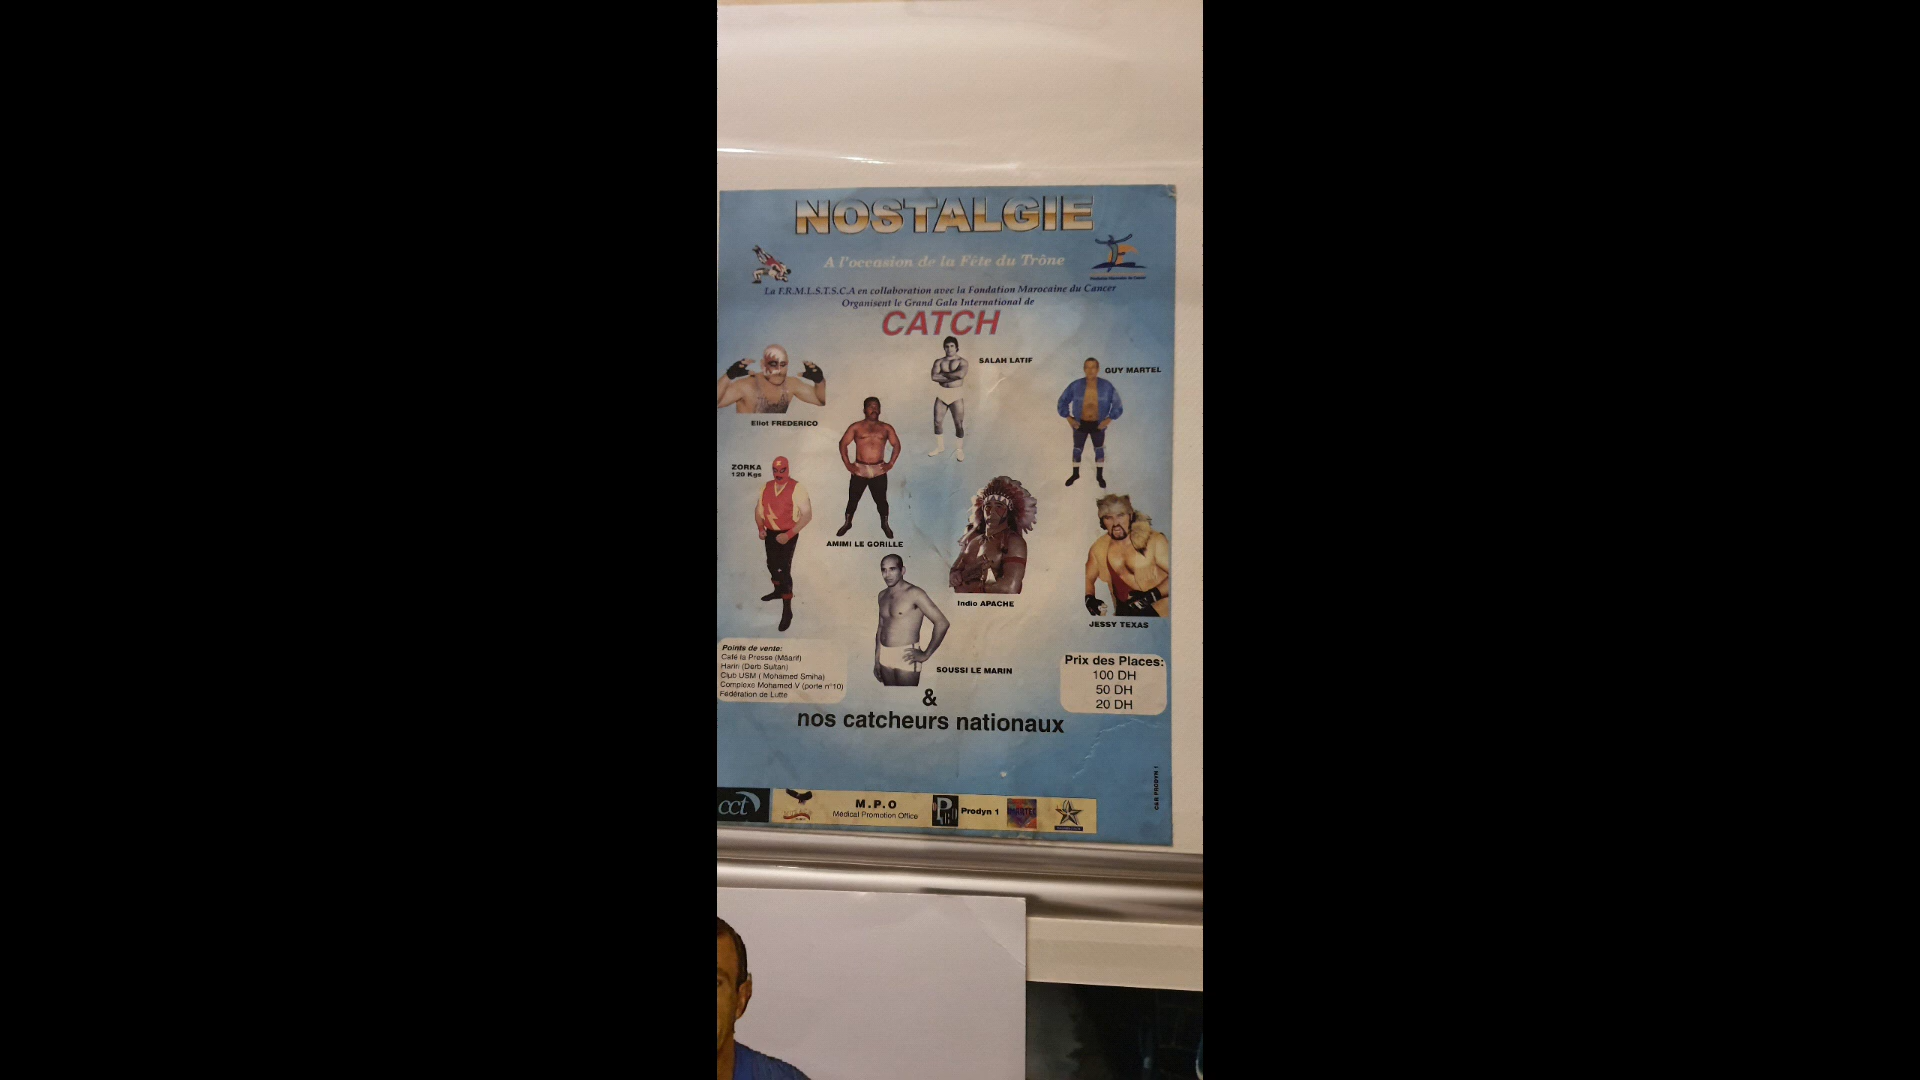 NOSTALGIE
A l'occasion de la Fête du Trône
La F.R.M.L.S.T.S.C.A en collaboration avec la Fondation Marocaine du Cancer
Organisent le Grand Gala International de
CATCH
SALAH LATIF
GUY MARTEL
Eliot FREDERICO
ZORKA
120 Kgs
AMIMI LE GORILLE
Indio APACHE
JESSY TEXAS
SOUSSI LE MARIN
Points de vente:
Café la Presse (Mâarif)
Hariri (Derb Sultan)
Club USM ( Mohamed Smiha)
Complexe Mohamed V (porte n°10)
Fédération de Lutte
Prix des Places:
100 DH
50 DH
20 DH
&
nos catcheurs nationaux
cct
M.P.O
Médical Promotion Office
Prodyn 1